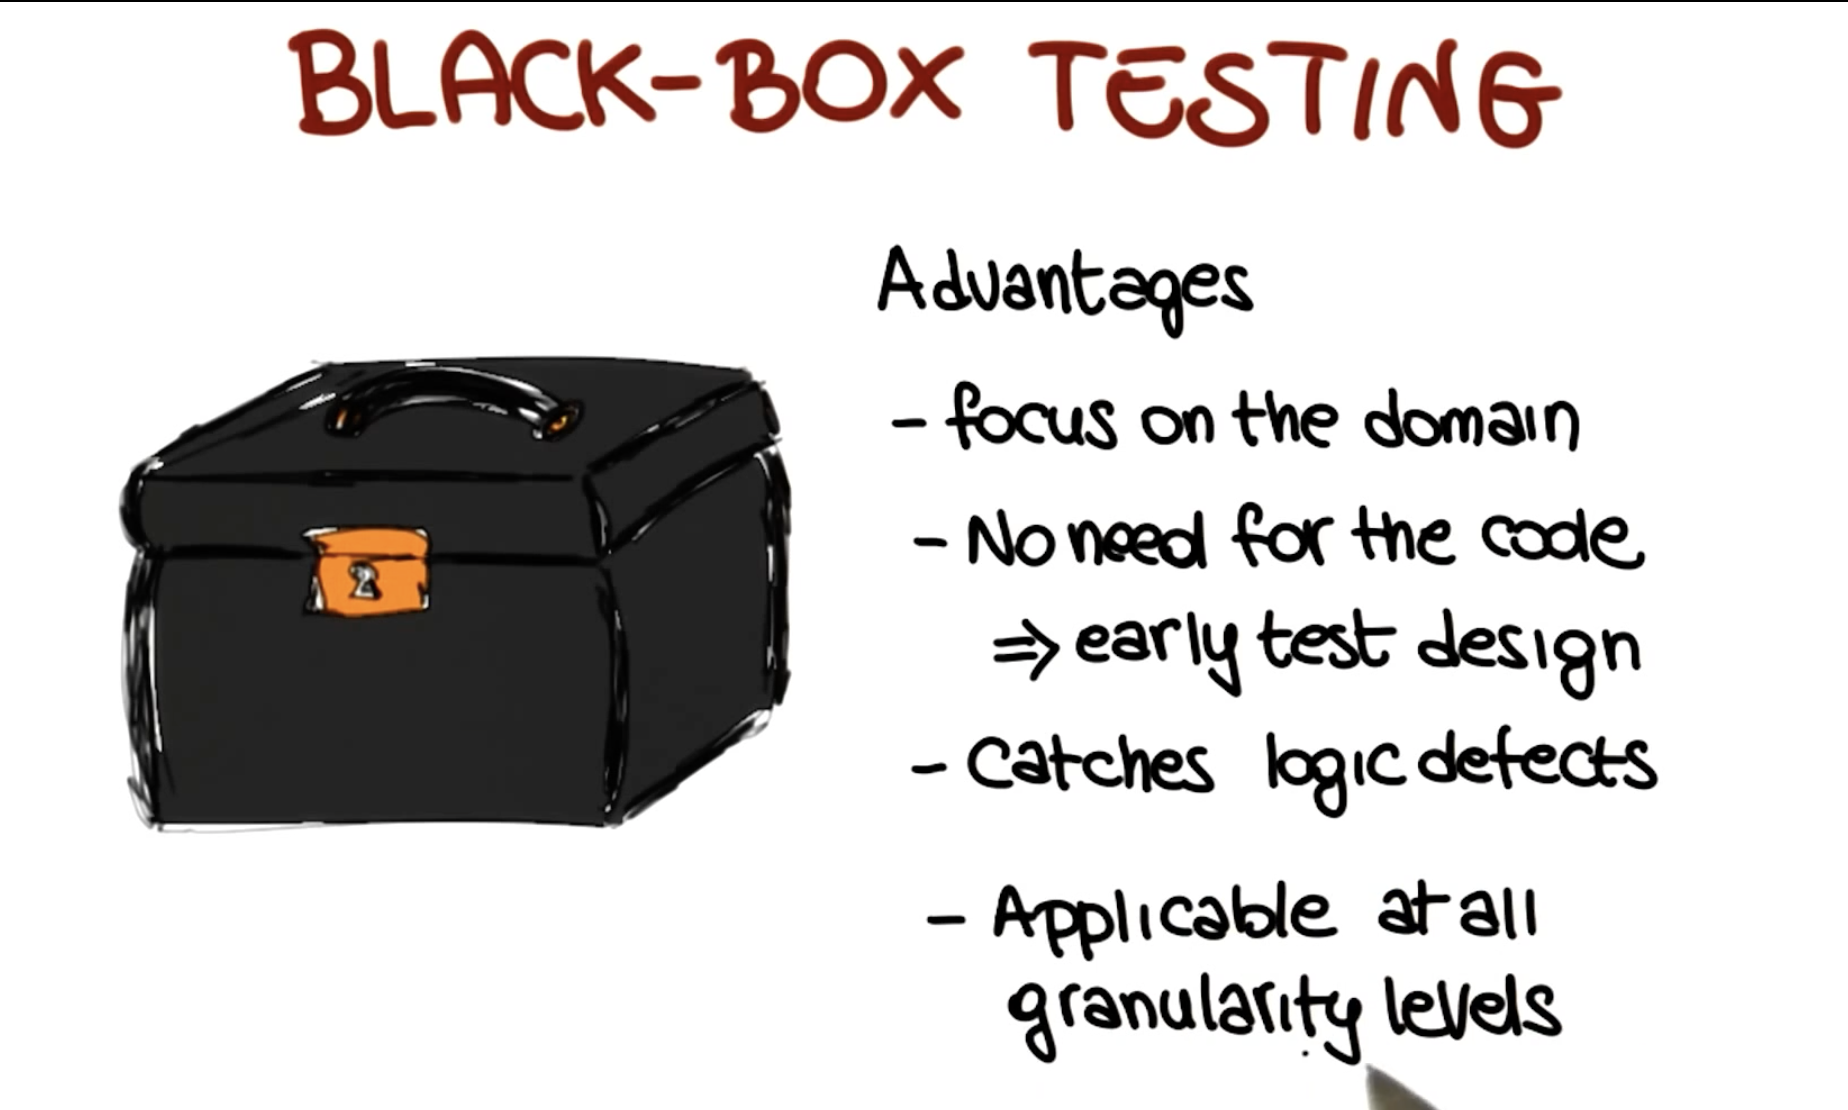 BLACK-BOX TESTING
Advantages
- focus on the domain
- No need for the code
⇒ early test design
- Catches logic defects
- Applicable at all
granularity levels